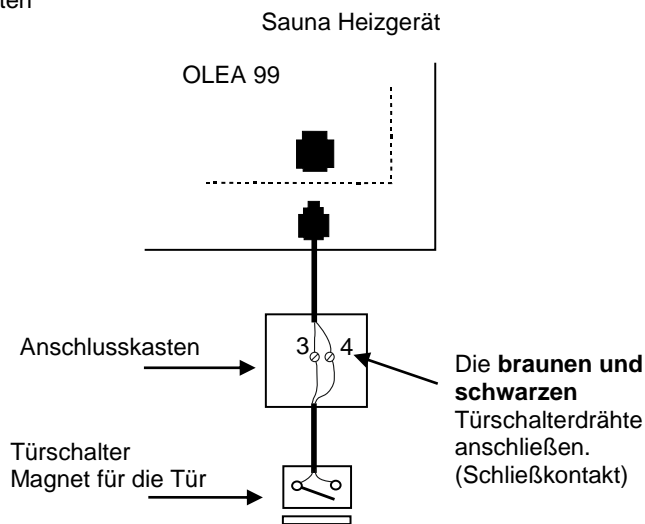 Sauna Heizgerät
OLEA 99
3 4
Anschlusskasten
Die braunen und
schwarzen
Türschalterdrähte
anschließen.
(Schließkontakt)
Türschalter
Magnet für die Tür